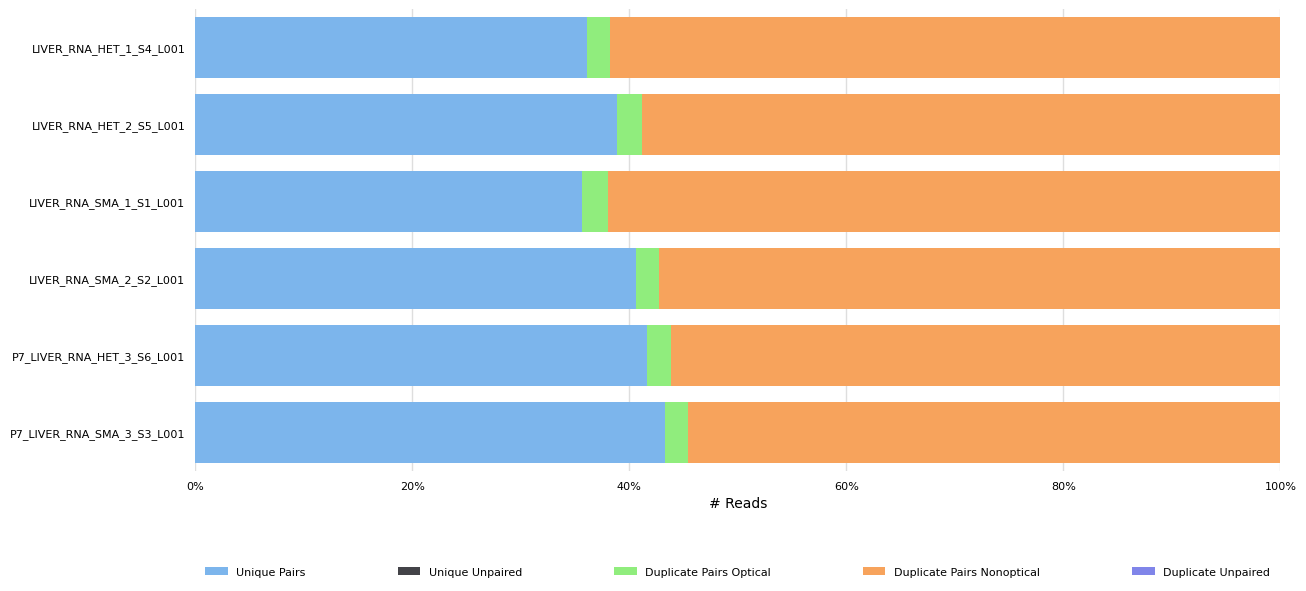 LIVER_RNA_HET_1_S4_L001
LIVER_RNA_HET_2_S5_L001
LIVER_RNA_SMA_1_S1_L001
LIVER_RNA_SMA_2_S2_L001
P7_LIVER_RNA_HET_3_S6_L001
P7_LIVER_RNA_SMA_3_S3_L001
0% 20% 40% 60% 80% 100%
# Reads
Unique Pairs Unique Unpaired Duplicate Pairs Optical Duplicate Pairs Nonoptical Duplicate Unpaired